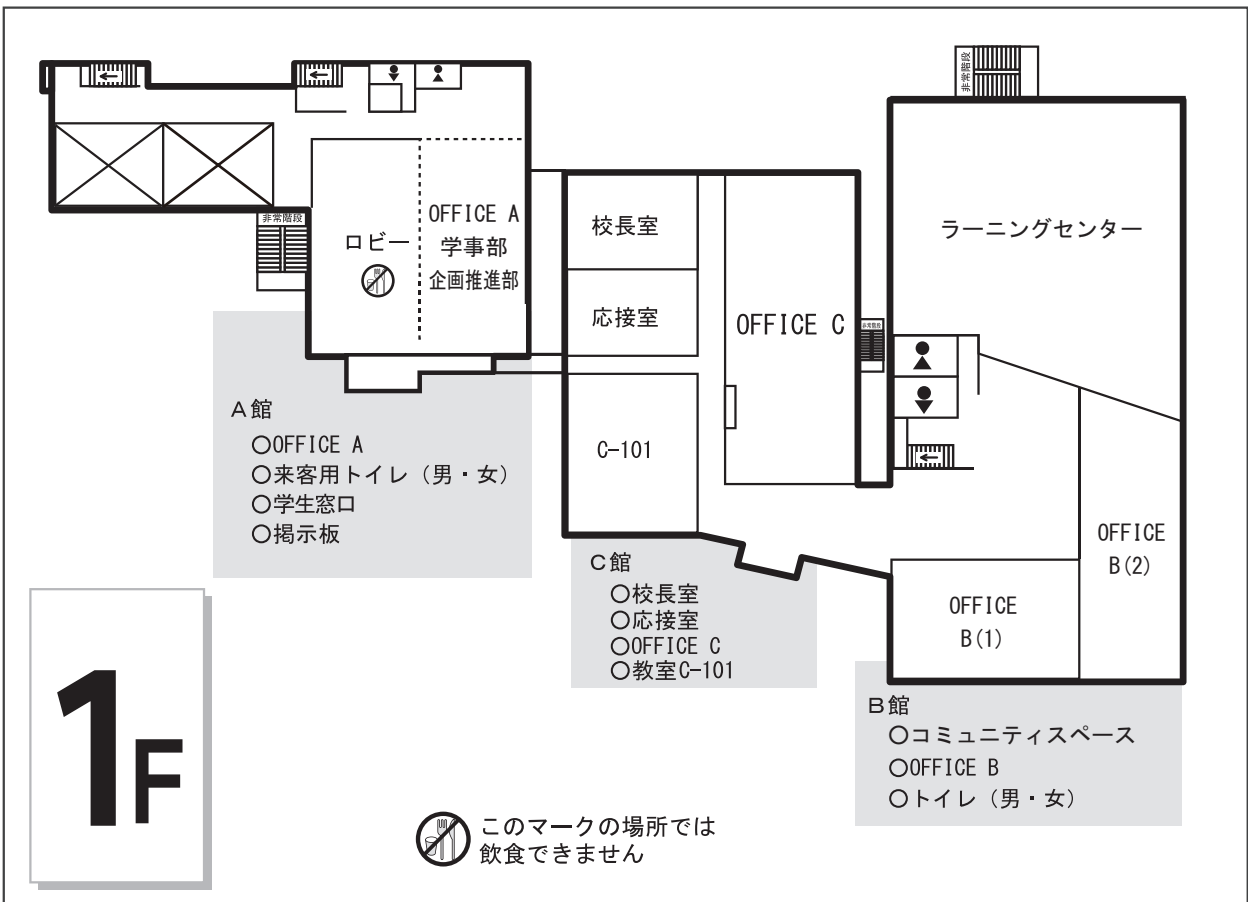 非常階段
非常階段
ロビー
OFFICE A
学事部
企画推進部
校長室
応接室
OFFICE C
非常階段
C-101
ラーニングセンター
OFFICE
B(2)
OFFICE
B(1)
A館
○OFFICE A
○来客用トイレ（男・女）
○学生窓口
○掲示板
C館
○校長室
○応接室
○OFFICE C
○教室C-101
B館
○コミュニティスペース
○OFFICE B
○トイレ（男・女）
1F
このマークの場所では
飲食できません